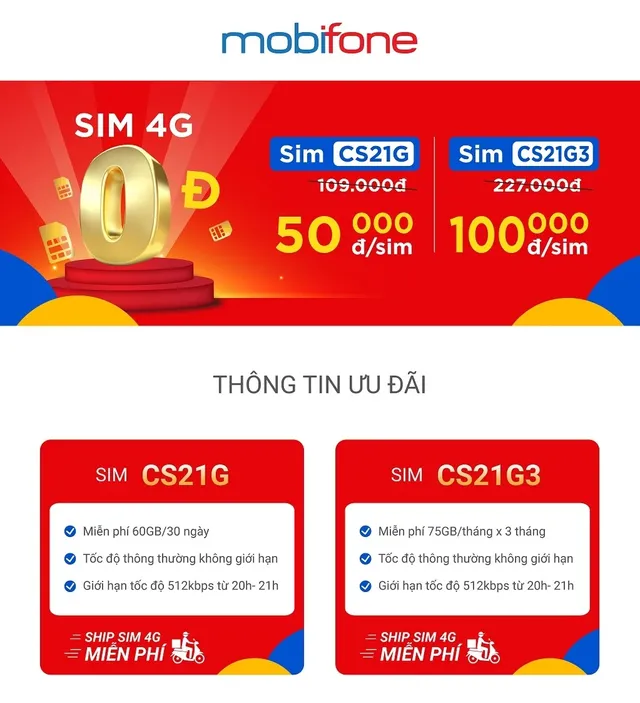 mobifone
SIM 4G
0Đ
Sim CS21G
109.000đ
50 000 đ/sim
Sim CS21G3
227.000đ
100 000 đ/sim
THÔNG TIN ƯU ĐÃI
SIM CS21G
Miễn phí 60GB/30 ngày
Tốc độ thông thường không giới hạn
Giới hạn tốc độ 512kbps từ 20h- 21h
SHIP SIM 4G
MIỄN PHÍ
SIM CS21G3
Miễn phí 75GB/tháng x 3 tháng
Tốc độ thông thường không giới hạn
Giới hạn tốc độ 512kbps từ 20h- 21h
SHIP SIM 4G
MIỄN PHÍ